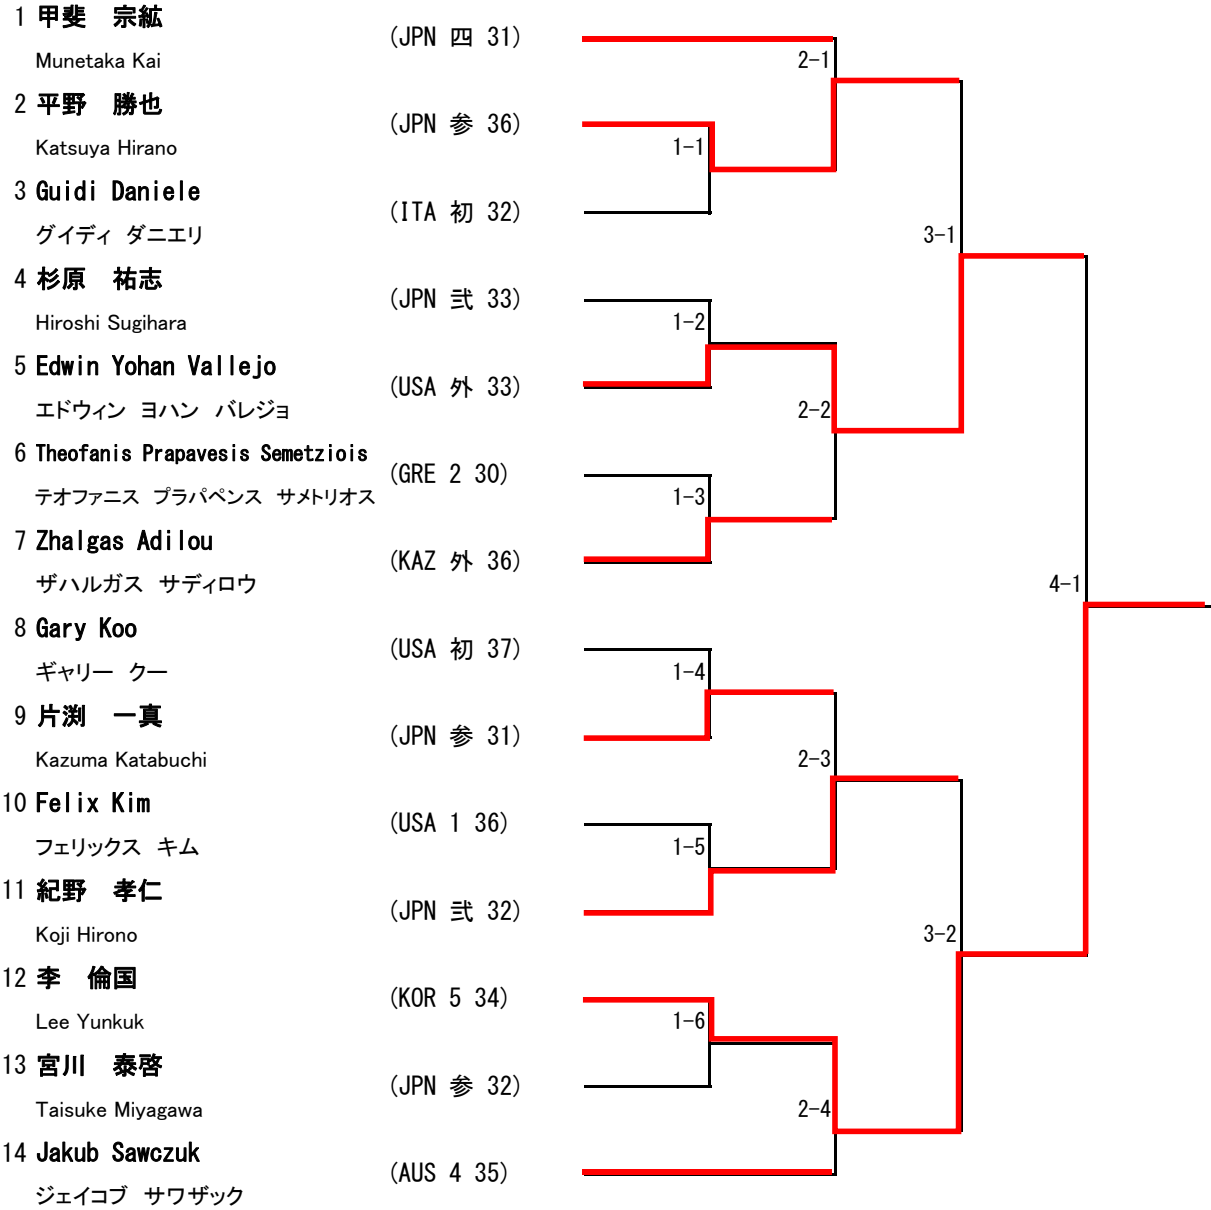 1 甲斐　宗紘
(JPN 四 31)
Munetaka Kai
2-1
2 平野　勝也
(JPN 参 36)
Katsuya Hirano
1-1
3 Guidi Daniele
(ITA 初 32)
グイディ ダニエリ
3-1
4 杉原　祐志
(JPN 弐 33)
Hiroshi Sugihara
1-2
5 Edwin Yohan Vallejo
(USA 外 33)
エドウィン ヨハン バレジョ
2-2
6 Theofanis Prapavesis Semetziois
(GRE 2 30)
テオファニス プラパペンス サメトリオス
1-3
7 Zhalgas Adilou
(KAZ 外 36)
ザハルガス サディロウ
4-1
8 Gary Koo
(USA 初 37)
ギャリー クー
1-4
9 片渕　一真
(JPN 参 31)
Kazuma Katabuchi
2-3
10 Felix Kim
(USA 1 36)
フェリックス キム
1-5
11 紀野　孝仁
(JPN 弐 32)
Koji Hirono
3-2
12 李　倫国
(KOR 5 34)
Lee Yunkuk
1-6
13 宮川　泰啓
(JPN 参 32)
Taisuke Miyagawa
2-4
14 Jakub Sawczuk
(AUS 4 35)
ジェイコブ サワザック